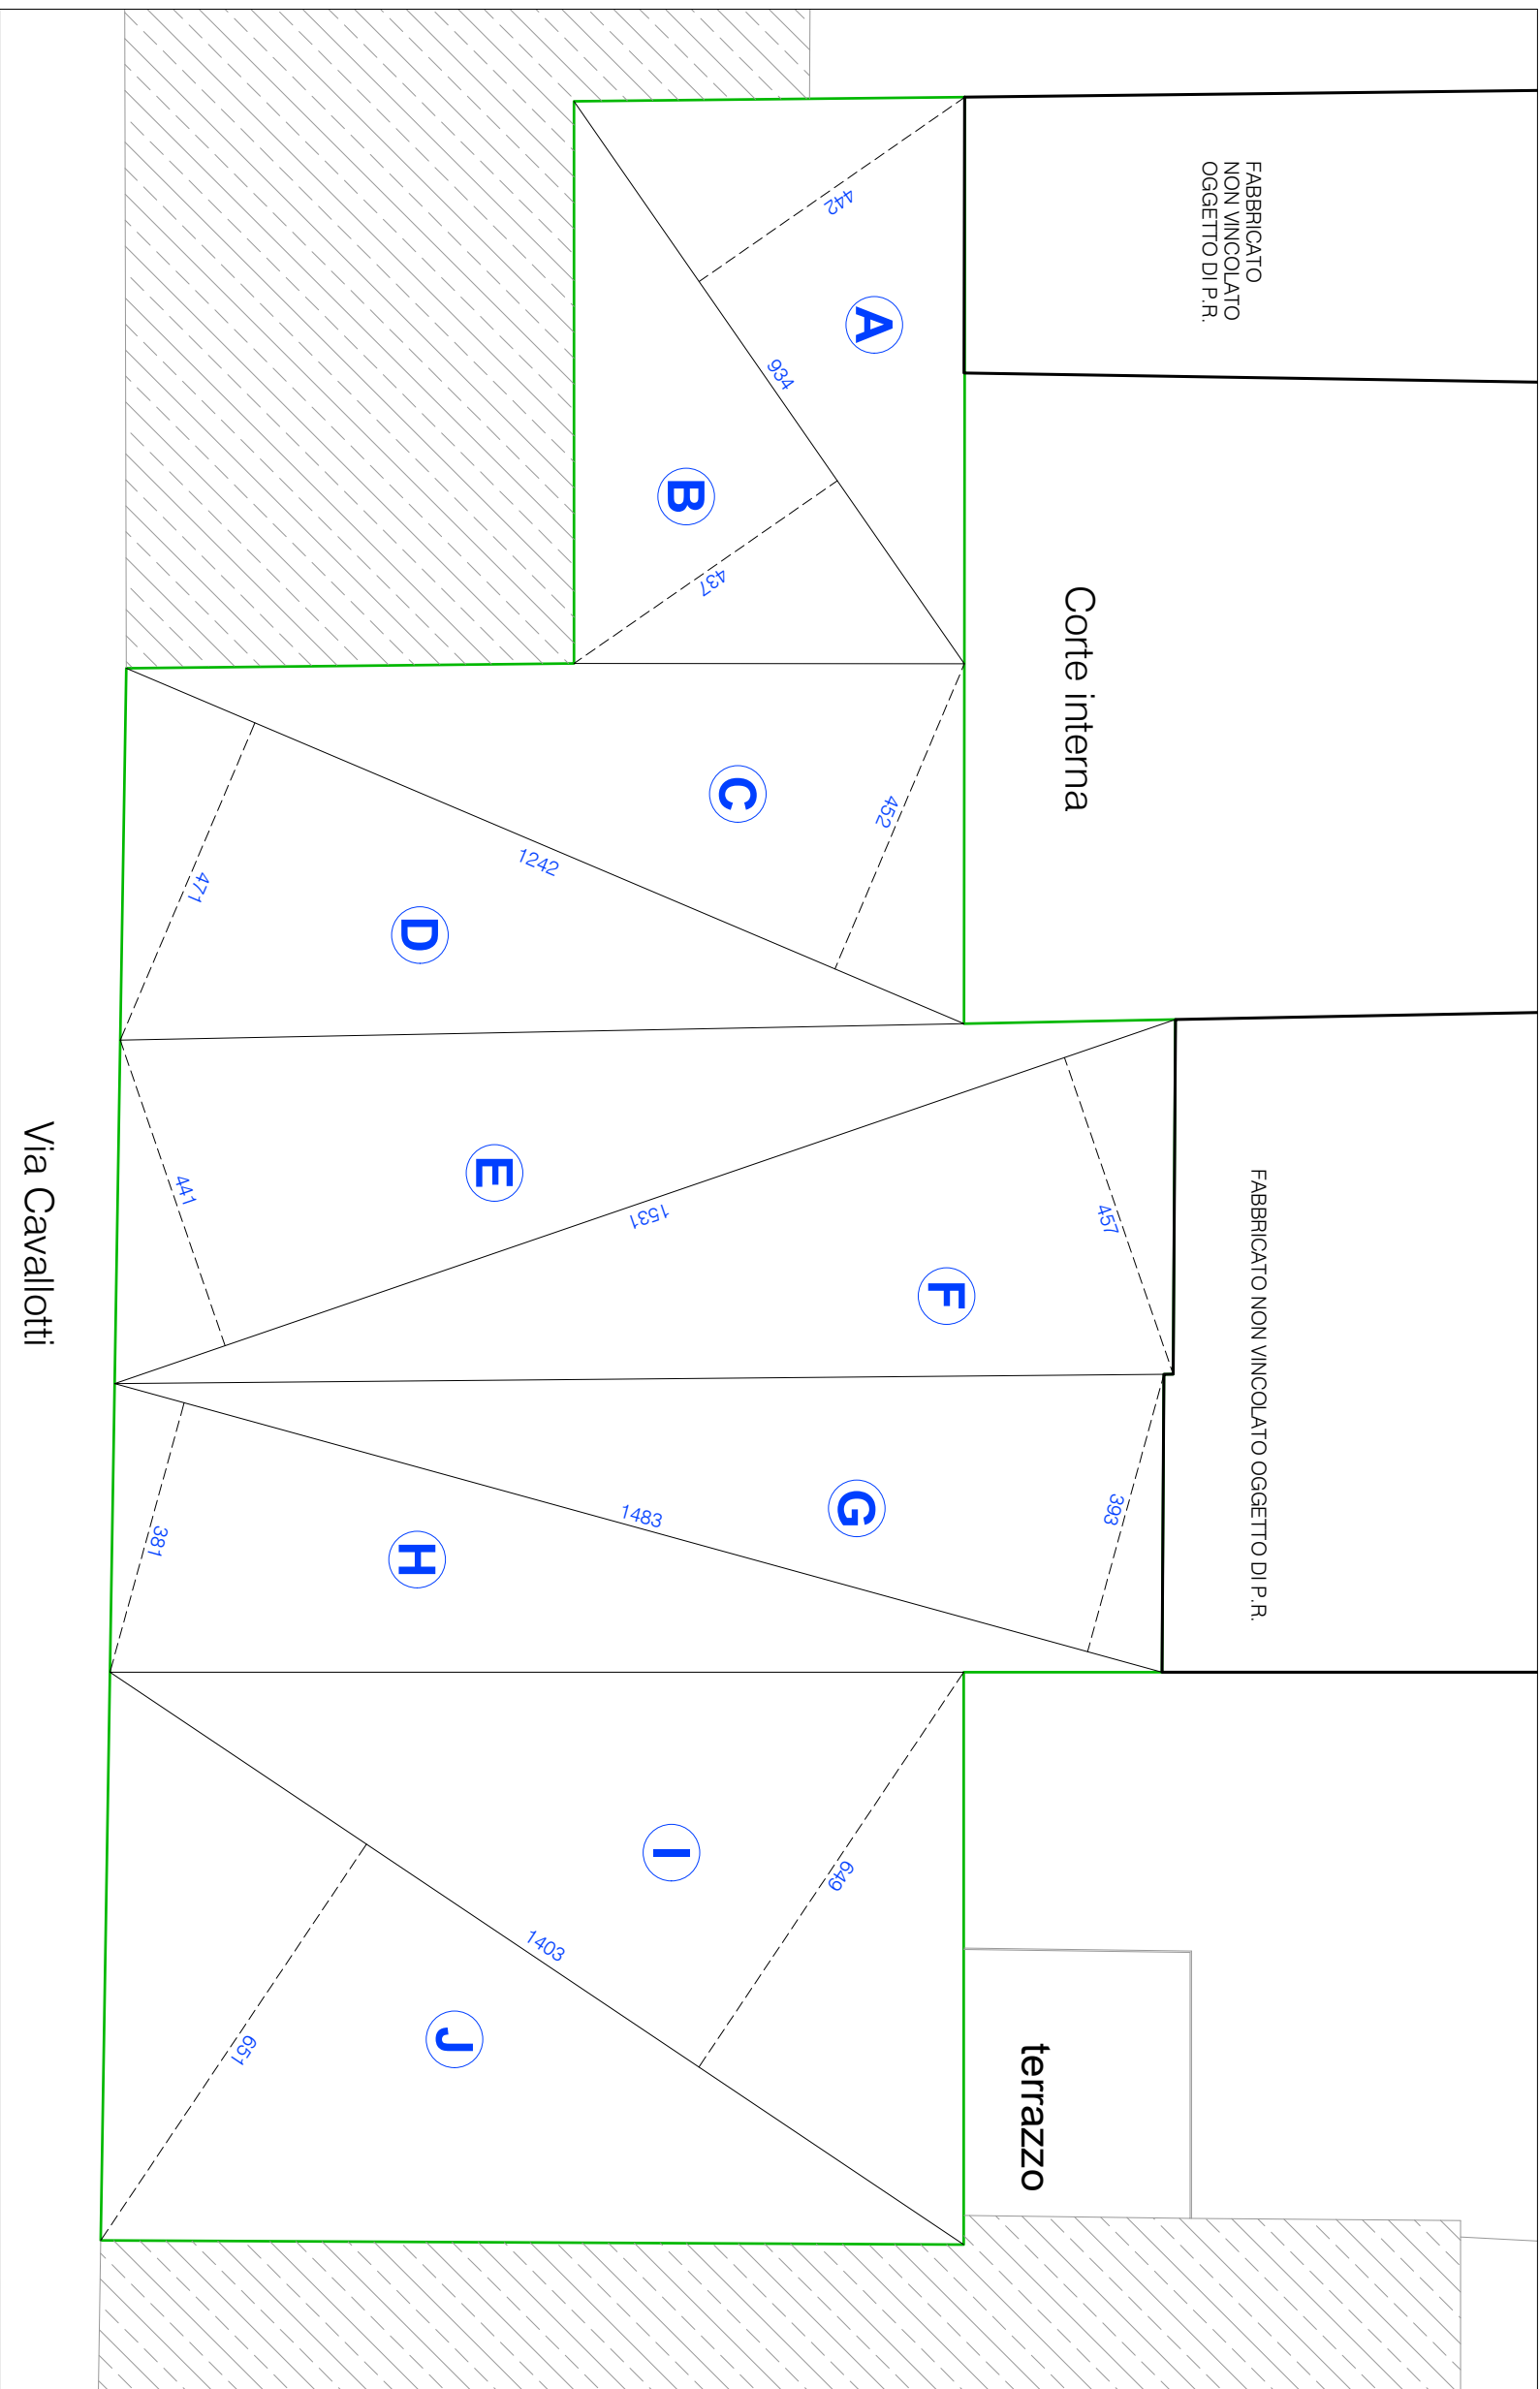 FABBRICATO
NON VINCOLATO
OGGETTO DI P.R.
Corte interna
FABBRICATO NON VINCOLATO OGGETTO DI P.R.
terrazzo
442
A
934
B
437
C
452
1242
D
471
E
441
1531
F
457
G
393
1483
H
381
I
649
1403
J
651
Via Cavallotti